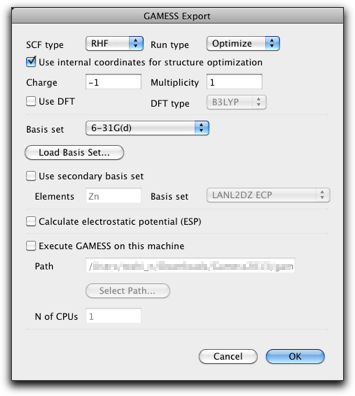 GAMESS Export
SCF type RHF Run type Optimize
Use internal coordinates for structure optimization
Charge -1 Multiplicity 1
Use DFT DFT type B3LYP
Basis set 6-31G(d)
Load Basis Set...
Use secondary basis set
Elements Zn Basis set LANL2DZ ECP
Calculate electrostatic potential (ESP)
Execute GAMESS on this machine
Path
Select Path...
N of CPUs 1
Cancel OK